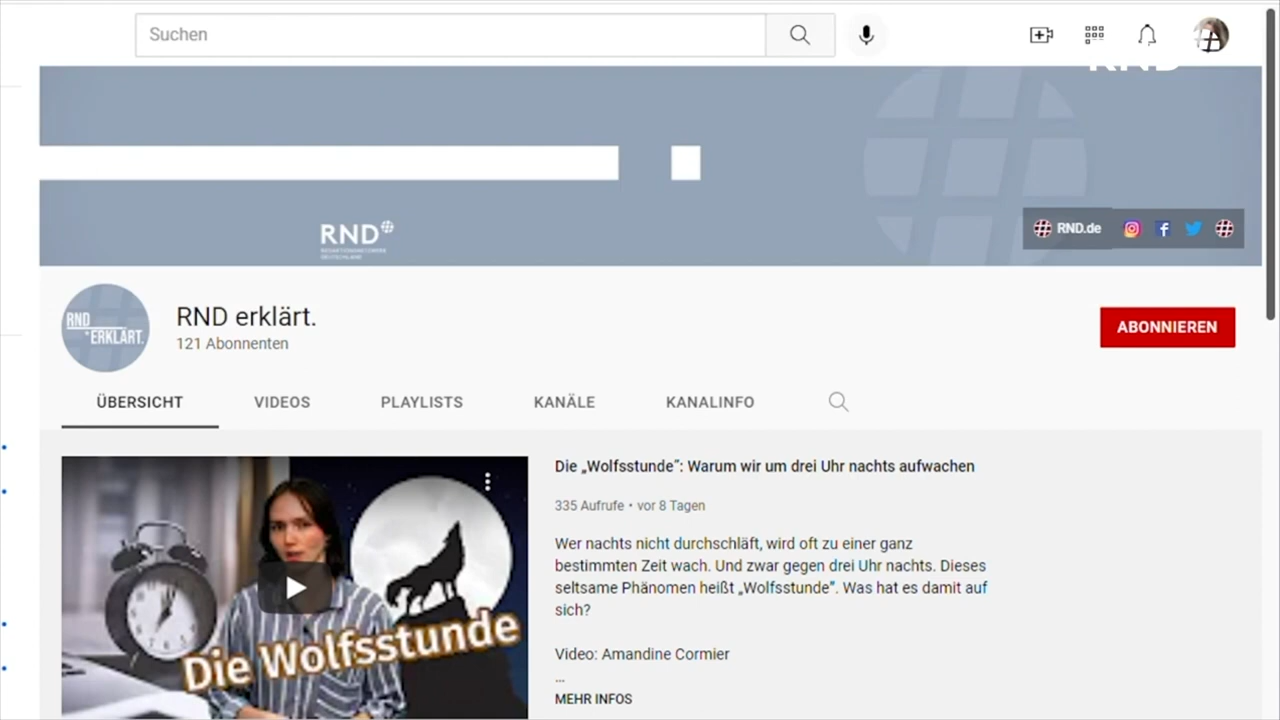 Suchen
RND
RND
REDAKTIONSNETZWERK
DEUTSCHLAND
RND.de
RND
ERKLÄRT.
RND erklärt.
121 Abonnenten
ABONNIEREN
ÜBERSICHT VIDEOS PLAYLISTS KANÄLE KANALINFO
Die Wolfsstunde
Die „Wolfsstunde“: Warum wir um drei Uhr nachts aufwachen
335 Aufrufe • vor 8 Tagen
Wer nachts nicht durchschläft, wird oft zu einer ganz
bestimmten Zeit wach. Und zwar gegen drei Uhr nachts. Dieses
seltsame Phänomen heißt „Wolfsstunde“. Was hat es damit auf
sich?
Video: Amandine Cormier
...
MEHR INFOS